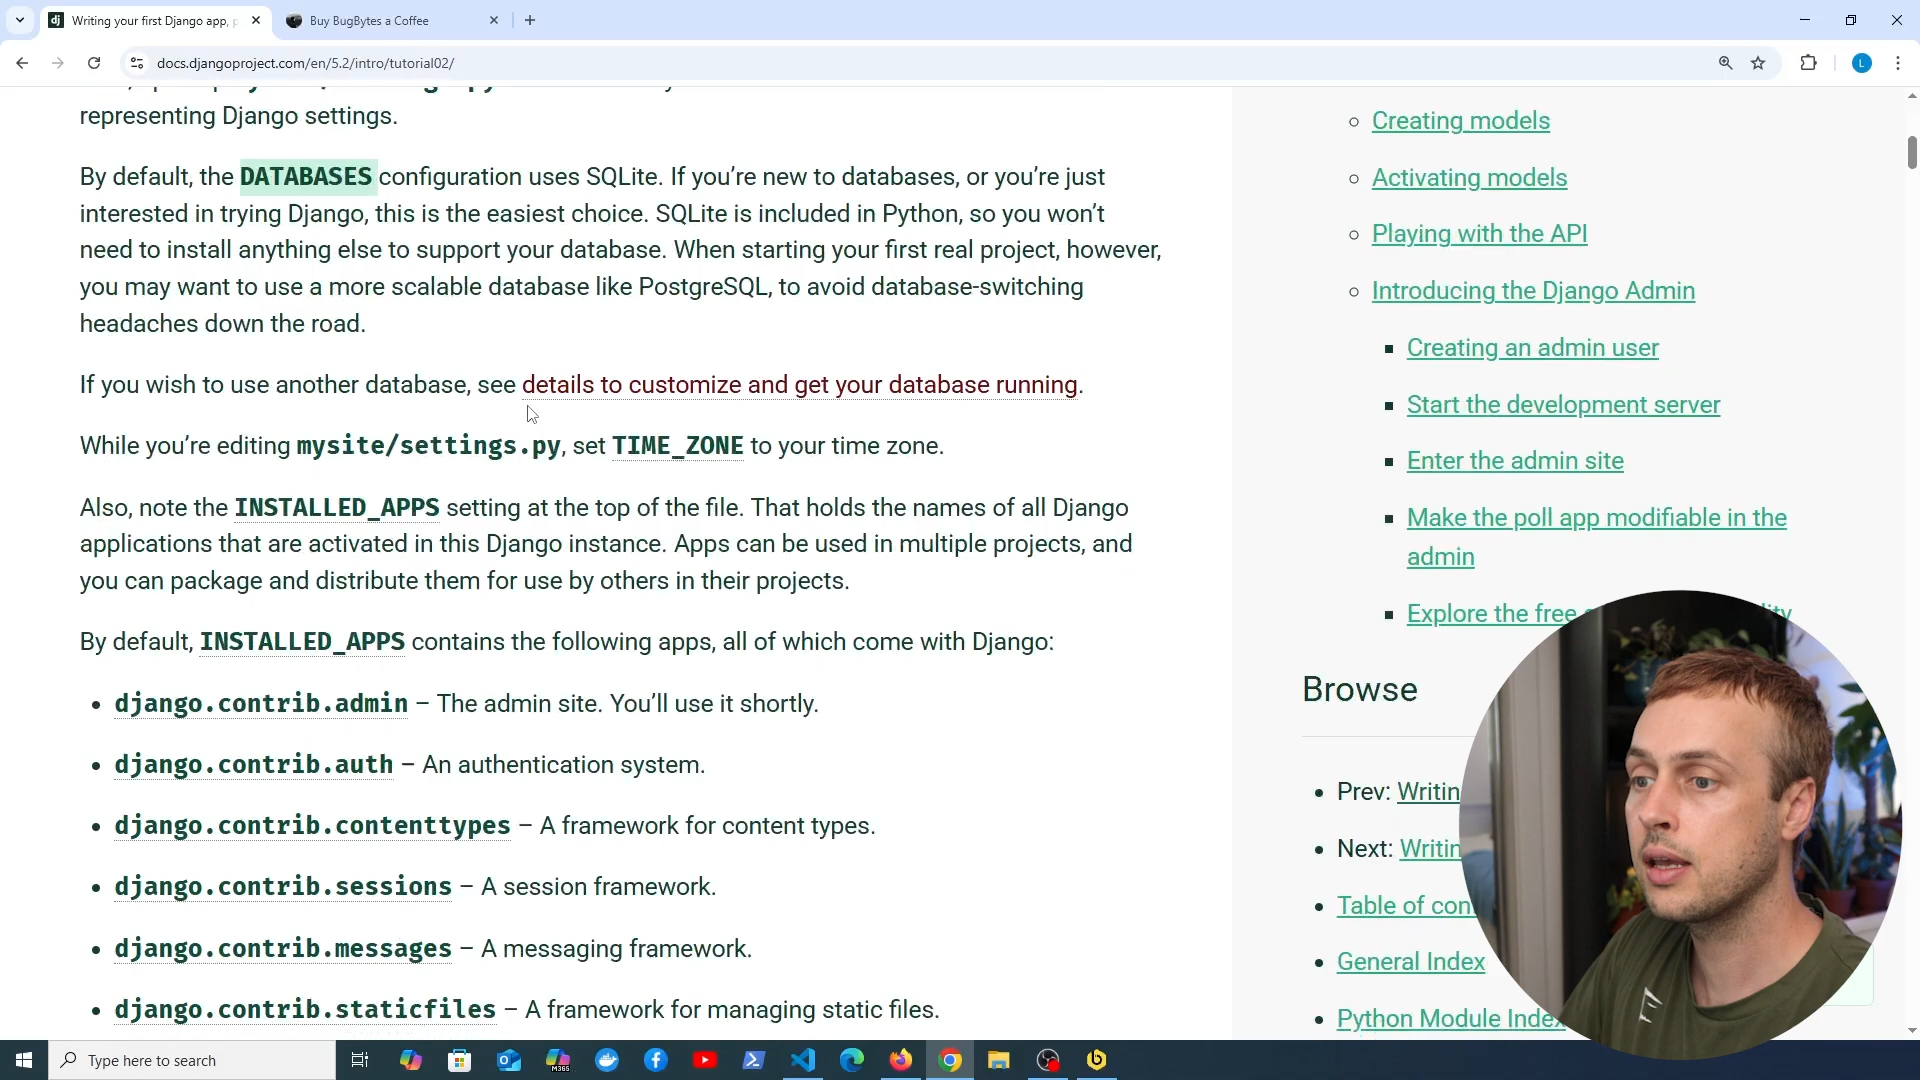 Writing your first Django app, p
Buy BugBytes a Coffee
docs.djangoproject.com/en/5.2/intro/tutorial02/
representing Django settings.
By default, the DATABASES configuration uses SQLite. If you’re new to databases, or you’re just
interested in trying Django, this is the easiest choice. SQLite is included in Python, so you won’t
need to install anything else to support your database. When starting your first real project, however,
you may want to use a more scalable database like PostgreSQL, to avoid database-switching
headaches down the road.
If you wish to use another database, see details to customize and get your database running.
While you’re editing mysite/settings.py, set TIME_ZONE to your time zone.
Also, note the INSTALLED_APPS setting at the top of the file. That holds the names of all Django
applications that are activated in this Django instance. Apps can be used in multiple projects, and
you can package and distribute them for use by others in their projects.
By default, INSTALLED_APPS contains the following apps, all of which come with Django:
django.contrib.admin – The admin site. You’ll use it shortly.
django.contrib.auth – An authentication system.
django.contrib.contenttypes – A framework for content types.
django.contrib.sessions – A session framework.
django.contrib.messages – A messaging framework.
django.contrib.staticfiles – A framework for managing static files.
Creating models
Activating models
Playing with the API
Introducing the Django Admin
Creating an admin user
Start the development server
Enter the admin site
Make the poll app modifiable in the
admin
Explore the free
Browse
Prev: Writin
Next: Writin
Table of con
General Index
Python Module Index
Type here to search
M365
L